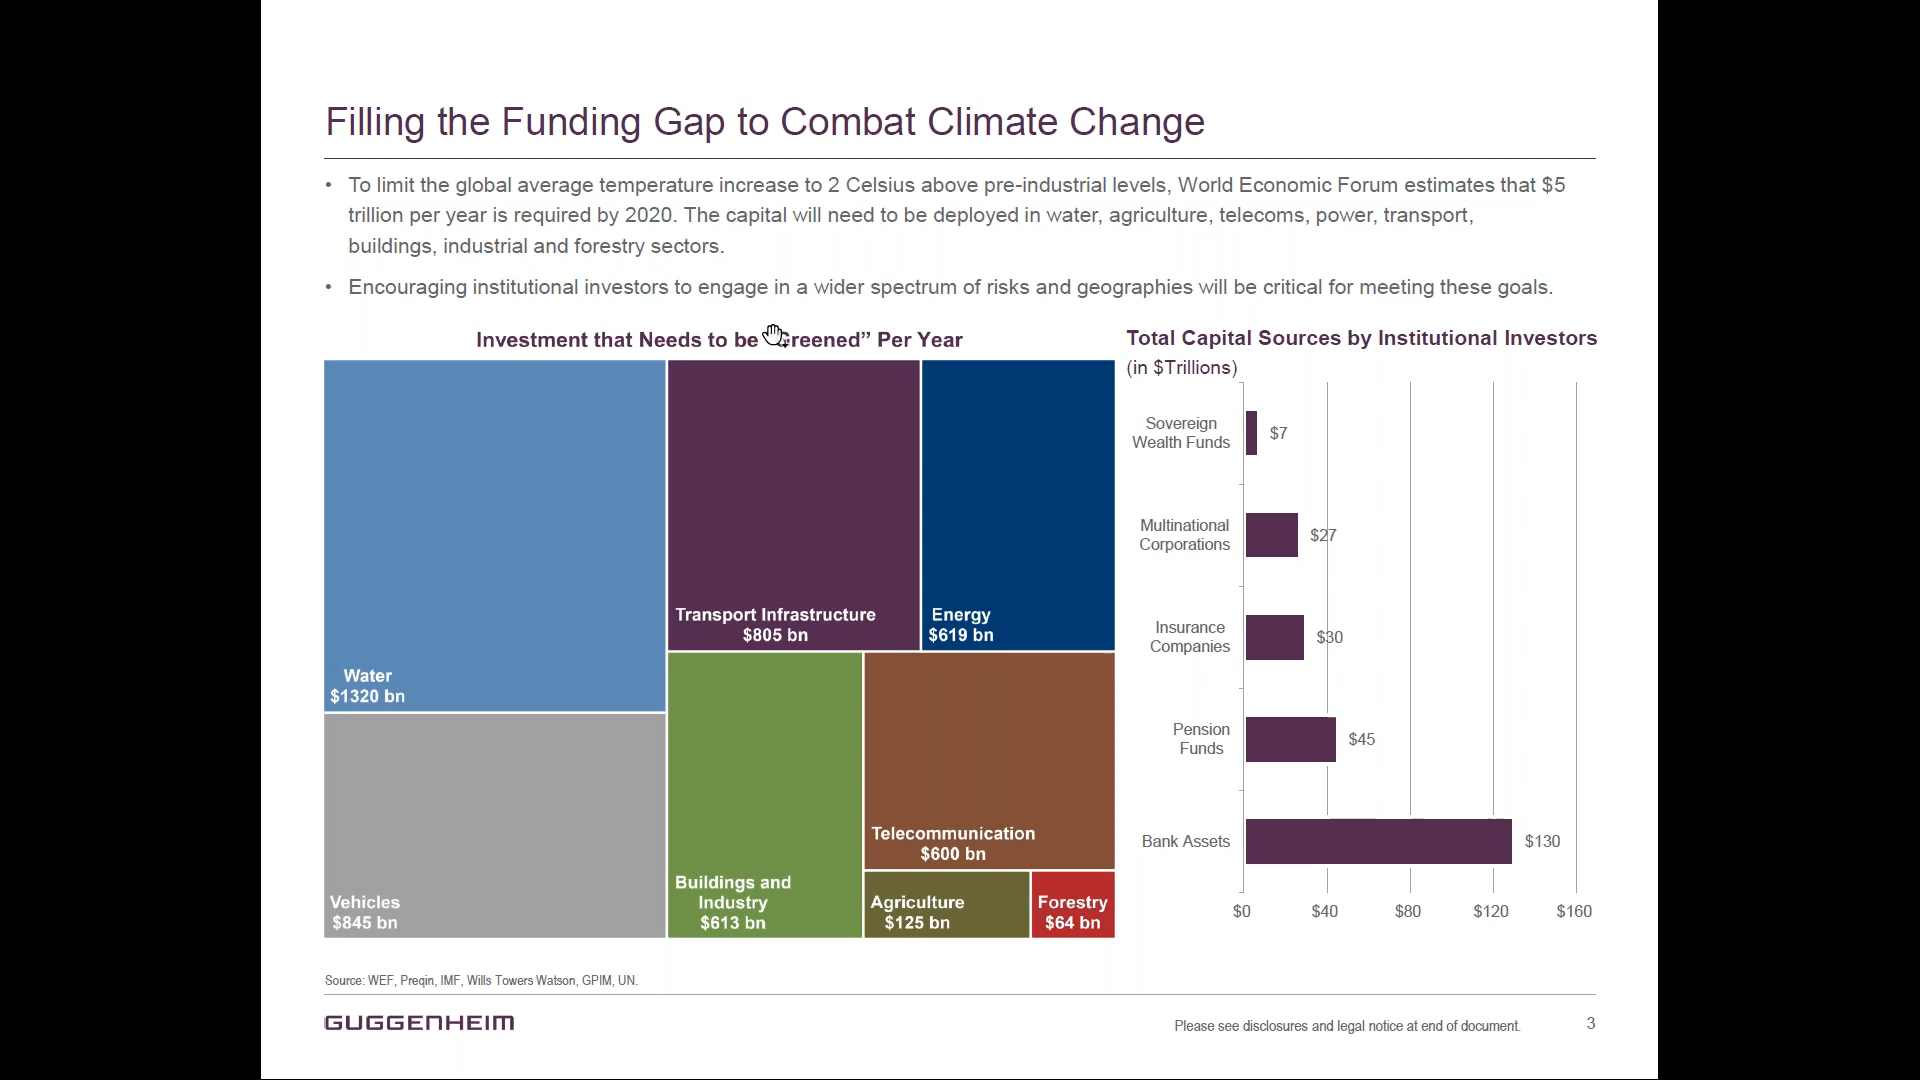 Filling the Funding Gap to Combat Climate Change
• To limit the global average temperature increase to 2 Celsius above pre-industrial levels, World Economic Forum estimates that $5
trillion per year is required by 2020. The capital will need to be deployed in water, agriculture, telecoms, power, transport,
buildings, industrial and forestry sectors.
• Encouraging institutional investors to engage in a wider spectrum of risks and geographies will be critical for meeting these goals.
Investment that Needs to be “Greened” Per Year
Water
$1320 bn
Transport Infrastructure
$805 bn
Energy
$619 bn
Vehicles
$845 bn
Buildings and
Industry
$613 bn
Telecommunication
$600 bn
Agriculture
$125 bn
Forestry
$64 bn
Total Capital Sources by Institutional Investors
(in $Trillions)
Sovereign
Wealth Funds
$7
Multinational
Corporations
$27
Insurance
Companies
$30
Pension
Funds
$45
Bank Assets
$130
$0 $40 $80 $120 $160
Source: WEF, Preqin, IMF, Wills Towers Watson, GPIM, UN.
GUGGENHEIM
Please see disclosures and legal notice at end of document.
3